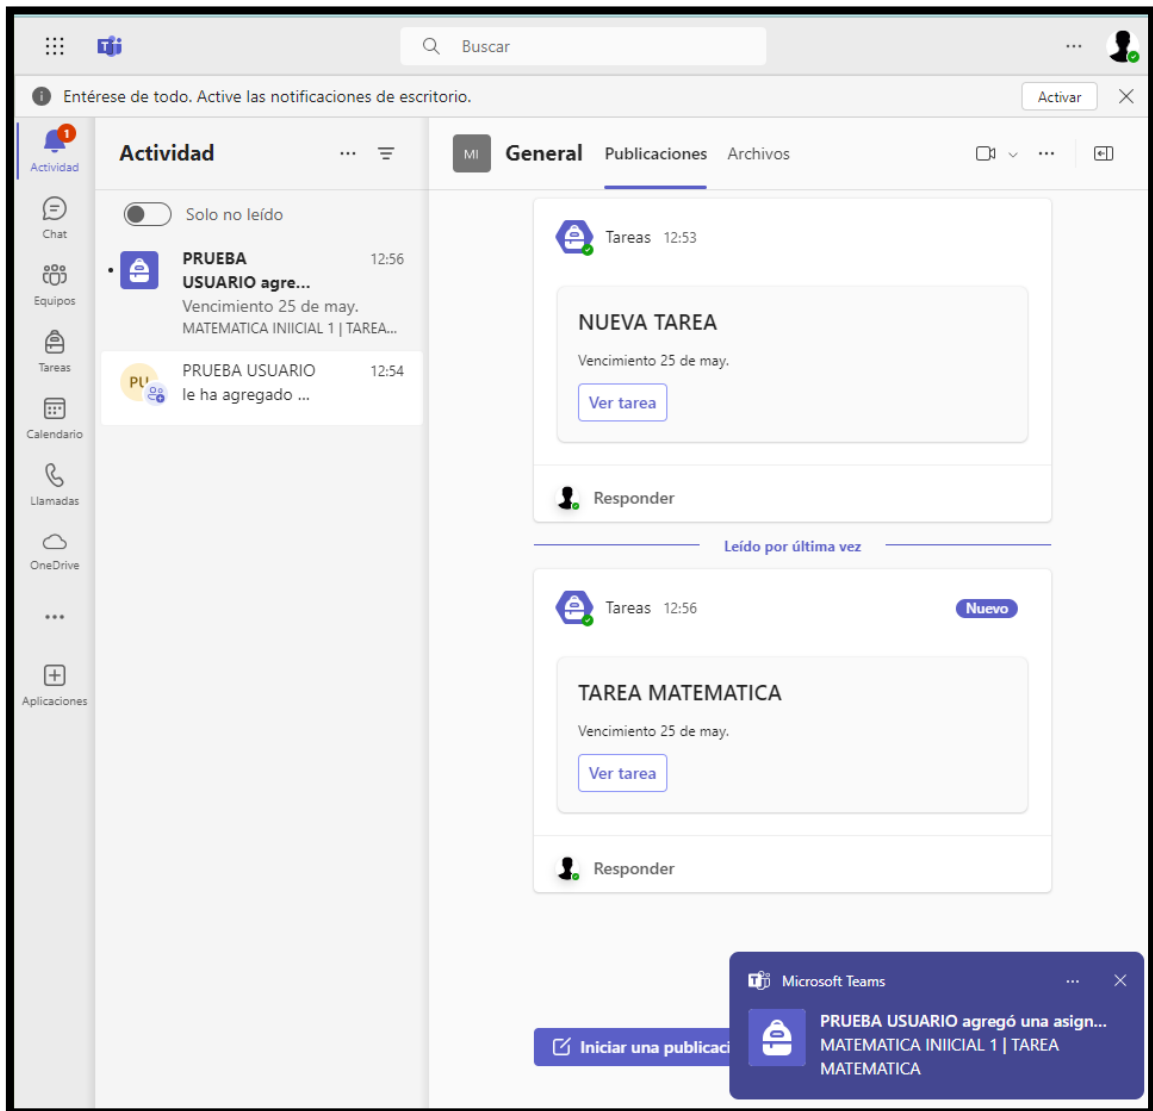 Buscar
Entérese de todo. Active las notificaciones de escritorio.
Activar
1
Actividad
Chat
Equipos
Tareas
Calendario
Llamadas
OneDrive
Aplicaciones
Actividad
Solo no leído
PRUEBA 12:56
USUARIO agre...
Vencimiento 25 de may.
MATEMATICA INIICIAL 1 | TAREA...
PU
PRUEBA USUARIO 12:54
le ha agregado ...
MI General Publicaciones Archivos
Tareas 12:53
NUEVA TAREA
Vencimiento 25 de may.
Ver tarea
Responder
Leído por última vez
Tareas 12:56 Nuevo
TAREA MATEMATICA
Vencimiento 25 de may.
Ver tarea
Responder
Iniciar una publicaci
Microsoft Teams
PRUEBA USUARIO agregó una asign...
MATEMATICA INIICIAL 1 | TAREA
MATEMATICA